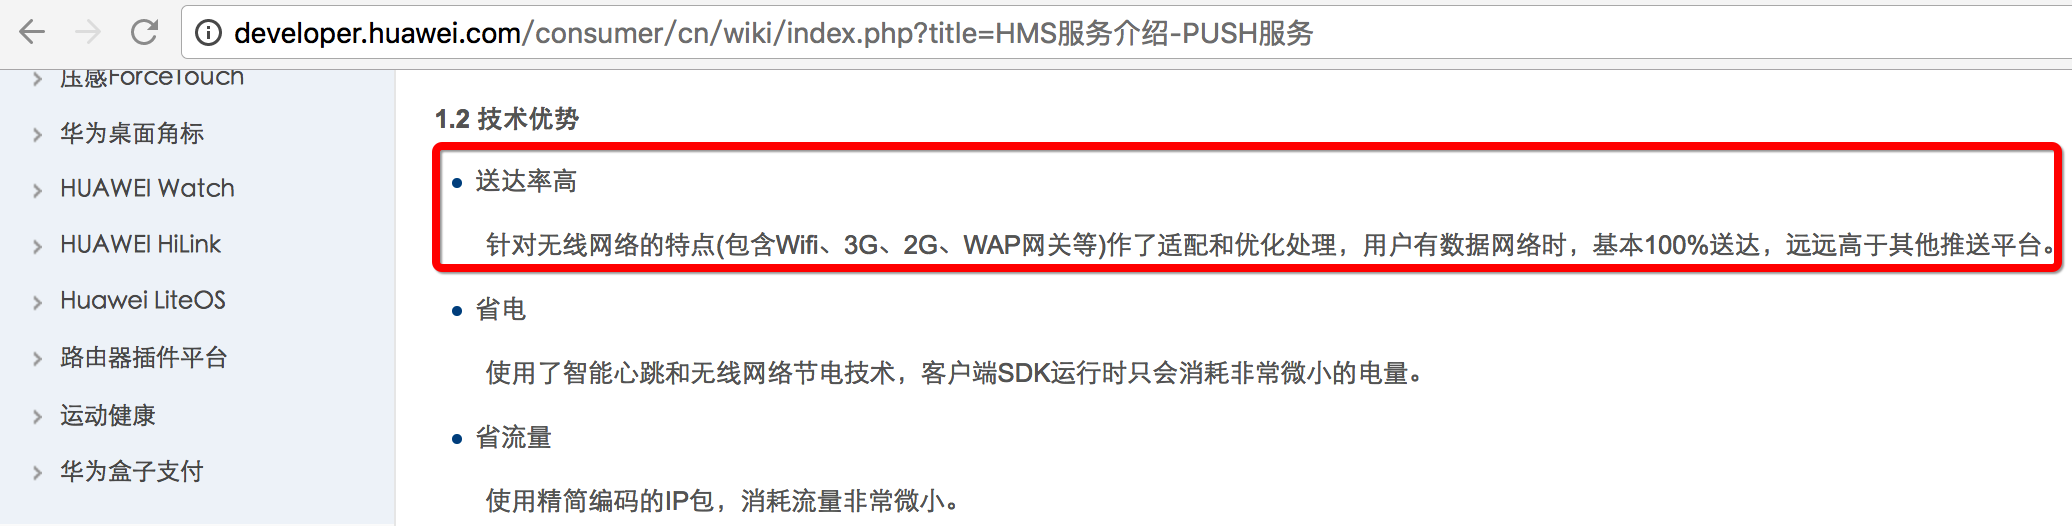 developer.huawei.com/consumer/cn/wiki/index.php?title=HMS服务介绍-PUSH服务
压感ForceTouch
华为桌面角标
HUAWEI Watch
HUAWEI HiLink
Huawei LiteOS
路由器插件平台
运动健康
华为盒子支付
1.2 技术优势
送达率高
针对无线网络的特点(包含Wifi、3G、2G、WAP网关等)作了适配和优化处理，用户有数据网络时，基本100%送达，远远高于其他推送平台。
省电
使用了智能心跳和无线网络节电技术，客户端SDK运行时只会消耗非常微小的电量。
省流量
使用精简编码的IP包，消耗流量非常微小。